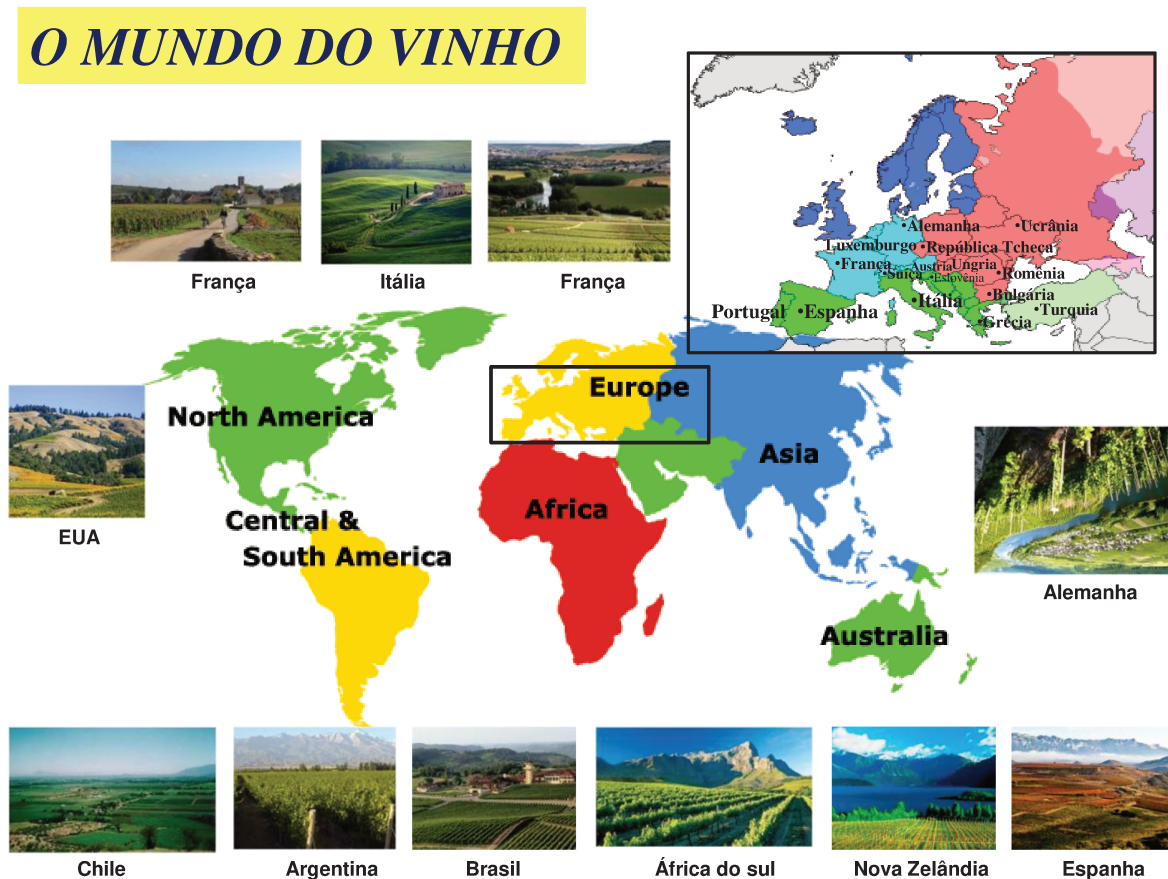 O MUNDO DO VINHO
Alemanha
Ucrânia
Luxemburgo
República Tcheca
França
Áustria
Ungria
Suíça
Eslovênia
Romênia
Bulgária
Itália
Portugal
Espanha
Turquia
Grécia
França
Itália
França
North America
Europe
Asia
Africa
Central &
South America
Australia
EUA
Alemanha
Chile
Argentina
Brasil
África do sul
Nova Zelândia
Espanha